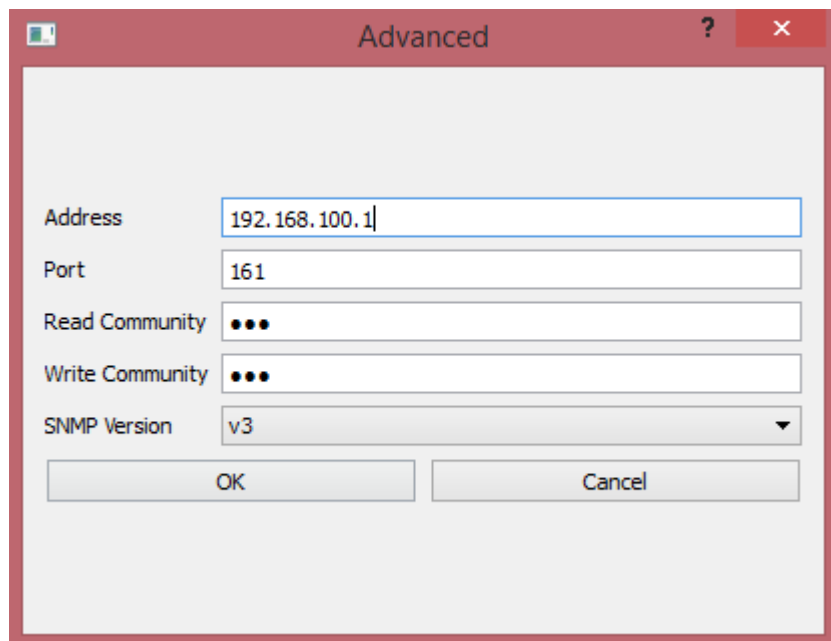 Advanced
?
Address 192.168.100.1
Port 161
Read Community •••
Write Community •••
SNMP Version v3
OK Cancel